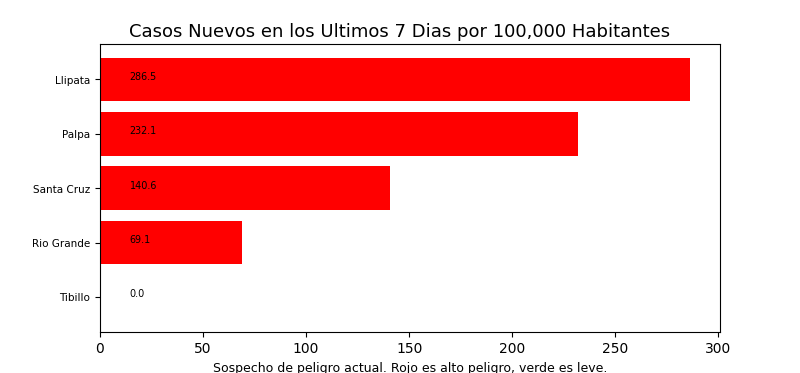 Casos Nuevos en los Ultimos 7 Dias por 100,000 Habitantes
Llipata 286.5
Palpa 232.1
Santa Cruz 140.6
Rio Grande 69.1
Tibillo 0.0
0 50 100 150 200 250 300
Sospecho de peligro actual. Rojo es alto peligro, verde es leve.